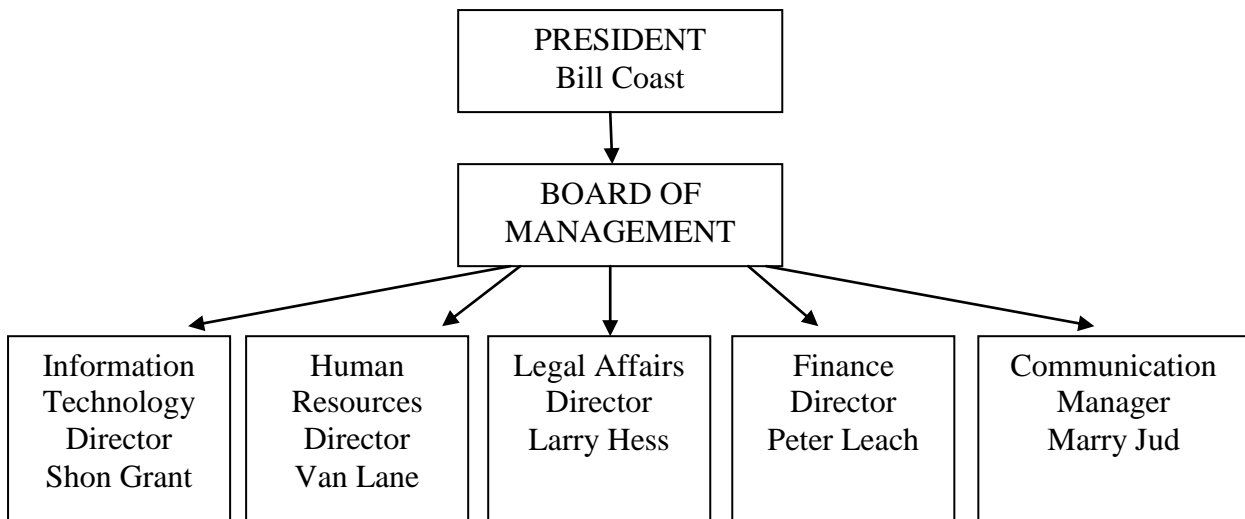 PRESIDENT
Bill Coast
BOARD OF
MANAGEMENT
Information
Technology
Director
Shon Grant
Human
Resources
Director
Van Lane
Legal Affairs
Director
Larry Hess
Finance
Director
Peter Leach
Communication
Manager
Marry Jud